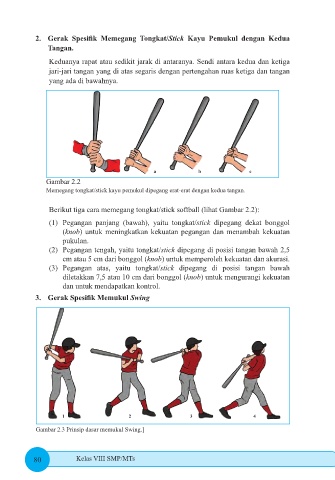 2. Gerak Spesifik Memegang Tongkat/Stick Kayu Pemukul dengan Kedua
Tangan.
Keduanya rapat atau sedikit jarak di antaranya. Sendi antara kedua dan ketiga
jari-jari tangan yang di atas segaris dengan pertengahan ruas ketiga dan tangan
yang ada di bawahnya.
a b c
Gambar 2.2
Memegang tongkat/stick kayu pemukul dipegang erat-erat dengan kedua tangan.
Berikut tiga cara memegang tongkat/stick softball (lihat Gambar 2.2):
(1) Pegangan panjang (bawah), yaitu tongkat/stick dipegang dekat bonggol
(knob) untuk meningkatkan kekuatan pegangan dan menambah kekuatan
pukulan.
(2) Pegangan tengah, yaitu tongkat/stick dipegang di posisi tangan bawah 2,5
cm atau 5 cm dari bonggol (knob) untuk memperoleh kekuatan dan akurasi.
(3) Pegangan atas, yaitu tongkat/stick dipegang di posisi tangan bawah
diletakkan 7,5 atau 10 cm dari bonggol (knob) untuk mengurangi kekuatan
dan untuk mendapatkan kontrol.
3. Gerak Spesifik Memukul Swing
1 2 3 4
Gambar 2.3 Prinsip dasar memukul Swing.]
80 Kelas VIII SMP/MTs